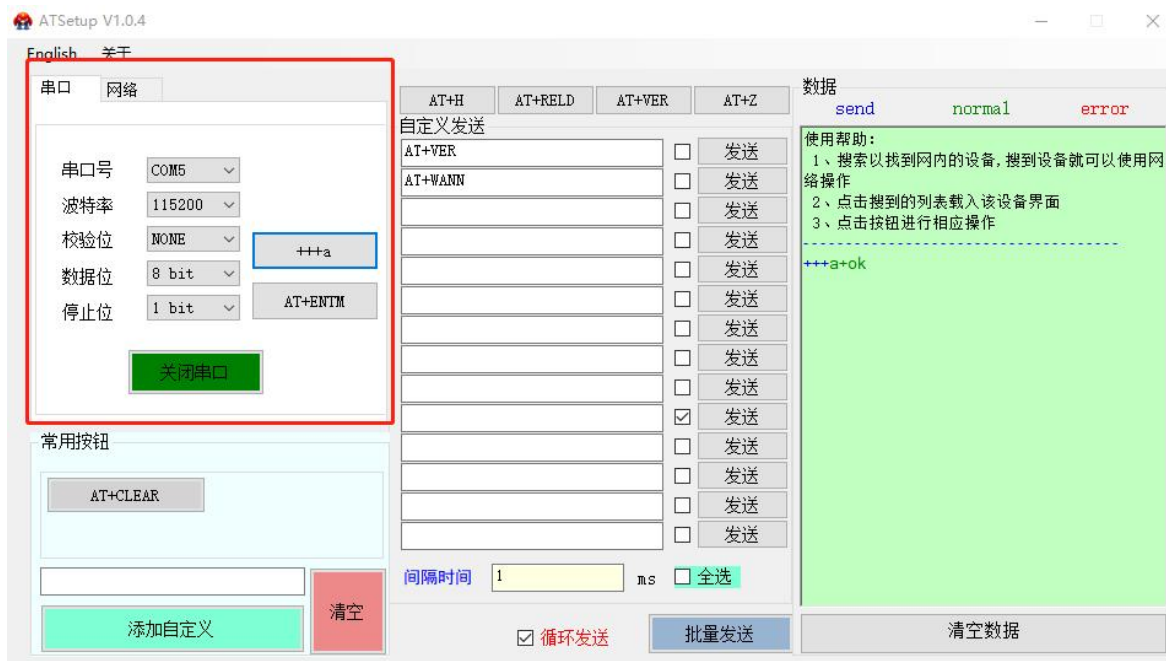 ATSetup V1.0.4
English 关于
串口 网络
串口号 COM5
波特率 115200
校验位 NONE
+++a
数据位 8 bit
停止位 1 bit
AT+ENTM
关闭串口
常用按钮
AT+CLEAR
添加自定义
清空
AT+H AT+RELD AT+VER AT+Z
自定义发送
AT+VER 发送
AT+WANN 发送
发送
发送
发送
发送
发送
发送
发送
发送
发送
发送
发送
发送
间隔时间 1 ms 全选
循环发送 批量发送
数据
send normal error
使用帮助:
1、搜索以找到网内的设备,搜到设备就可以使用网
络操作
2、点击搜到的列表载入该设备界面
3、点击按钮进行相应操作
+++a+ok
清空数据